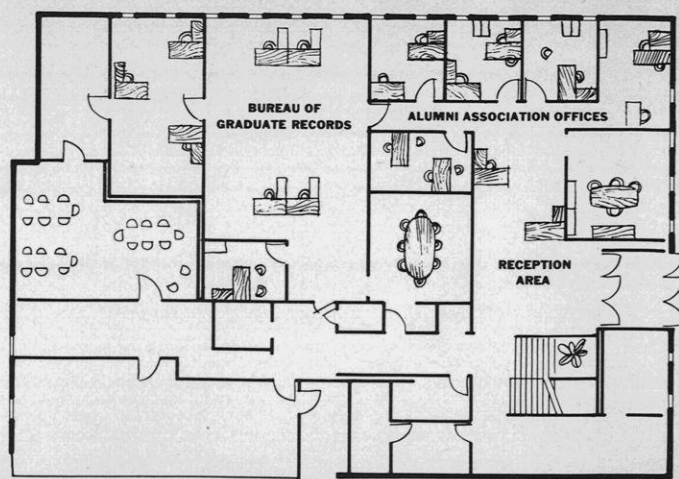 BUREAU OF
GRADUATE RECORDS
ALUMNI ASSOCIATION OFFICES
RECEPTION
AREA